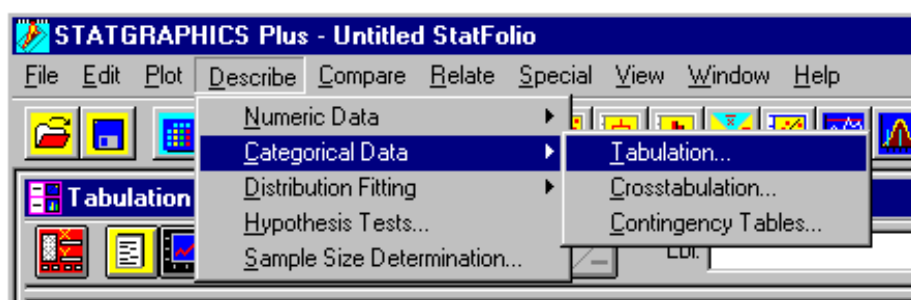 STATGRAPHICS Plus - Untitled StatFolio
File Edit Plot Describe Compare Relate Special View Window Help
Numeric Data
Categorical Data
Tabulation...
Tabulation
Distribution Fitting
Crosstabulation...
Hypothesis Tests...
Contingency Tables...
Sample Size Determination...